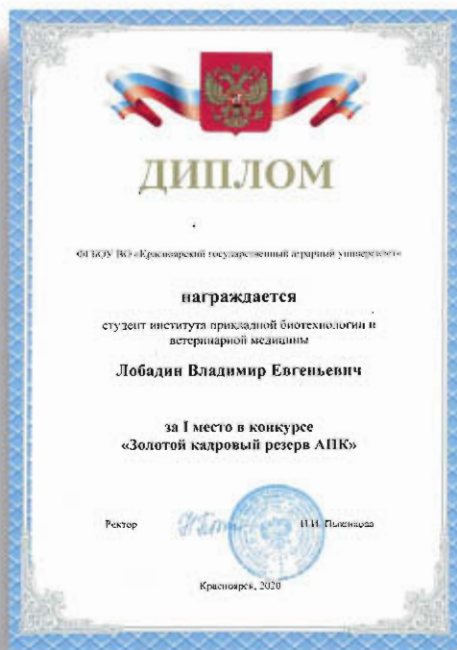 ДИПЛОМ
ФГБОУ ВО «Красноярский государственный аграрный университет»
награждается
студент института прикладной биотехнологии и
ветеринарной медицины
Лобадин Владимир Евгеньевич
за I место в конкурсе
«Золотой кадровый резерв АПК»
Ректор
Н.И. Пыжикова
Красноярск, 2020